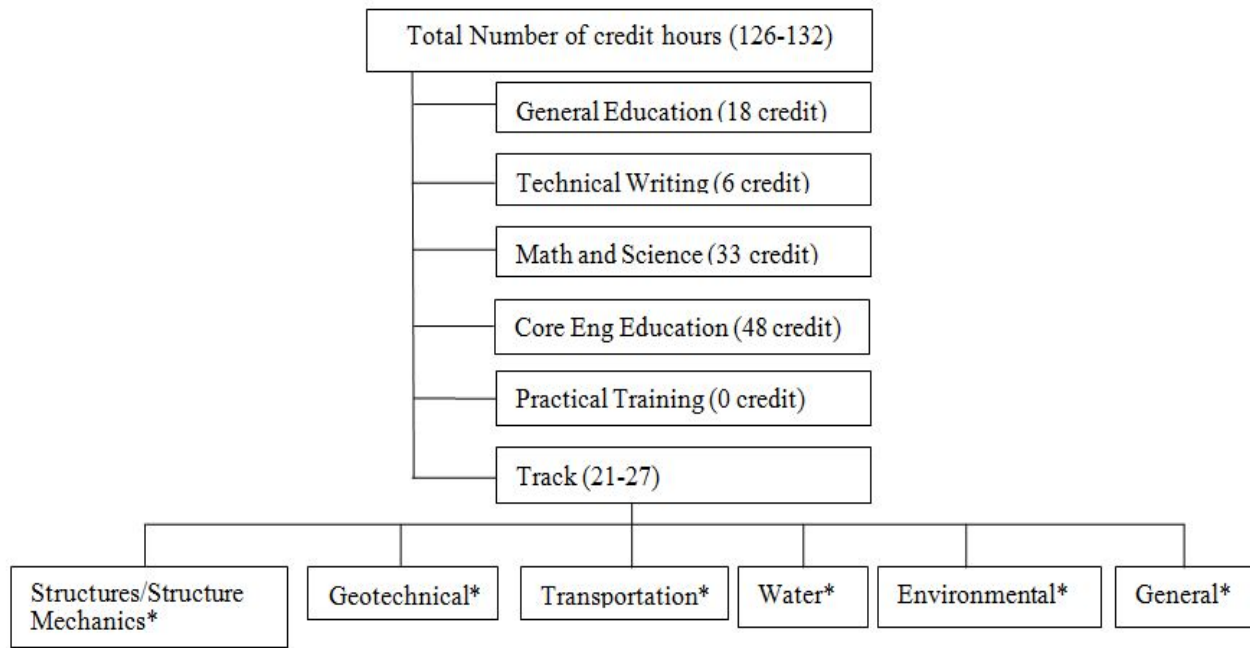 Total Number of credit hours (126-132)
General Education (18 credit)
Technical Writing (6 credit)
Math and Science (33 credit)
Core Eng Education (48 credit)
Practical Training (0 credit)
Track (21-27)
Structures/Structure
Mechanics*
Geotechnical*
Transportation*
Water*
Environmental*
General*